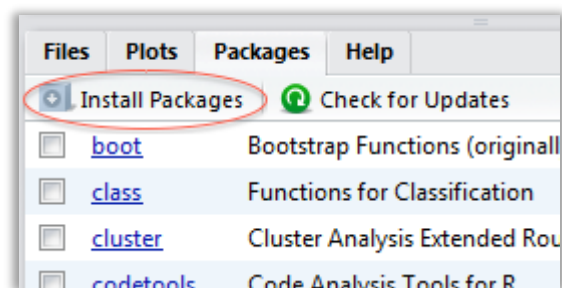 Files Plots Packages Help
Install Packages Check for Updates
boot Bootstrap Functions (originall
class Functions for Classification
cluster Cluster Analysis Extended Rou
codetools Code Analysis Tools for R